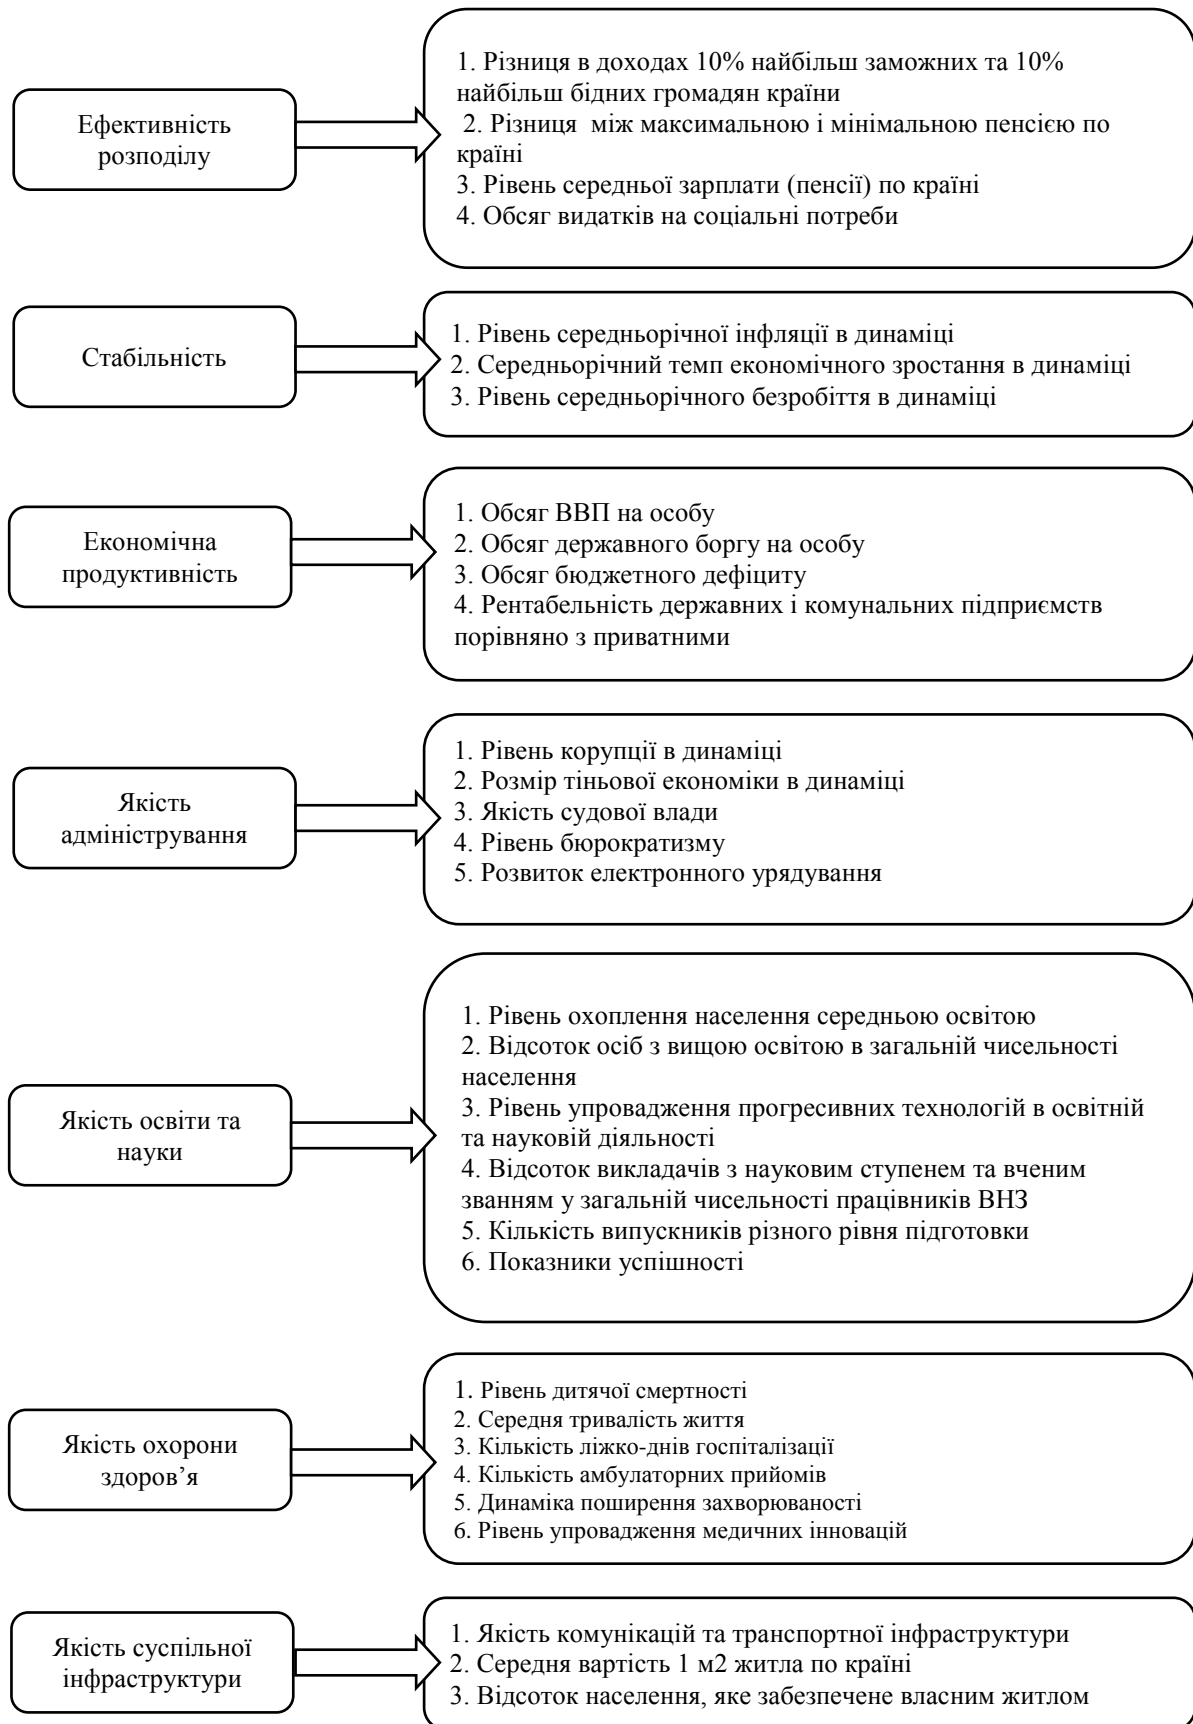 Ефективність
розподілу
1. Різниця в доходах 10% найбільш заможних та 10%
найбільш бідних громадян країни
2. Різниця між максимальною і мінімальною пенсією по
країні
3. Рівень середньої зарплати (пенсії) по країні
4. Обсяг видатків на соціальні потреби
Стабільність
1. Рівень середньорічної інфляції в динаміці
2. Середньорічний темп економічного зростання в динаміці
3. Рівень середньорічного безробіття в динаміці
Економічна
продуктивність
1. Обсяг ВВП на особу
2. Обсяг державного боргу на особу
3. Обсяг бюджетного дефіциту
4. Рентабельність державних і комунальних підприємств
порівняно з приватними
Якість
адміністрування
1. Рівень корупції в динаміці
2. Розмір тіньової економіки в динаміці
3. Якість судової влади
4. Рівень бюрократизму
5. Розвиток електронного урядування
Якість освіти та
науки
1. Рівень охоплення населення середньою освітою
2. Відсоток осіб з вищою освітою в загальній чисельності
населення
3. Рівень упровадження прогресивних технологій в освітній
та науковій діяльності
4. Відсоток викладачів з науковим ступенем та вченим
званням у загальній чисельності працівників ВНЗ
5. Кількість випускників різного рівня підготовки
6. Показники успішності
Якість охорони
здоров’я
1. Рівень дитячої смертності
2. Середня тривалість життя
3. Кількість ліжко-днів госпіталізації
4. Кількість амбулаторних прийомів
5. Динаміка поширення захворюваності
6. Рівень упровадження медичних інновацій
Якість суспільної
інфраструктури
1. Якість комунікацій та транспортної інфраструктури
2. Середня вартість 1 м2 житла по країні
3. Відсоток населення, яке забезпечене власним житлом